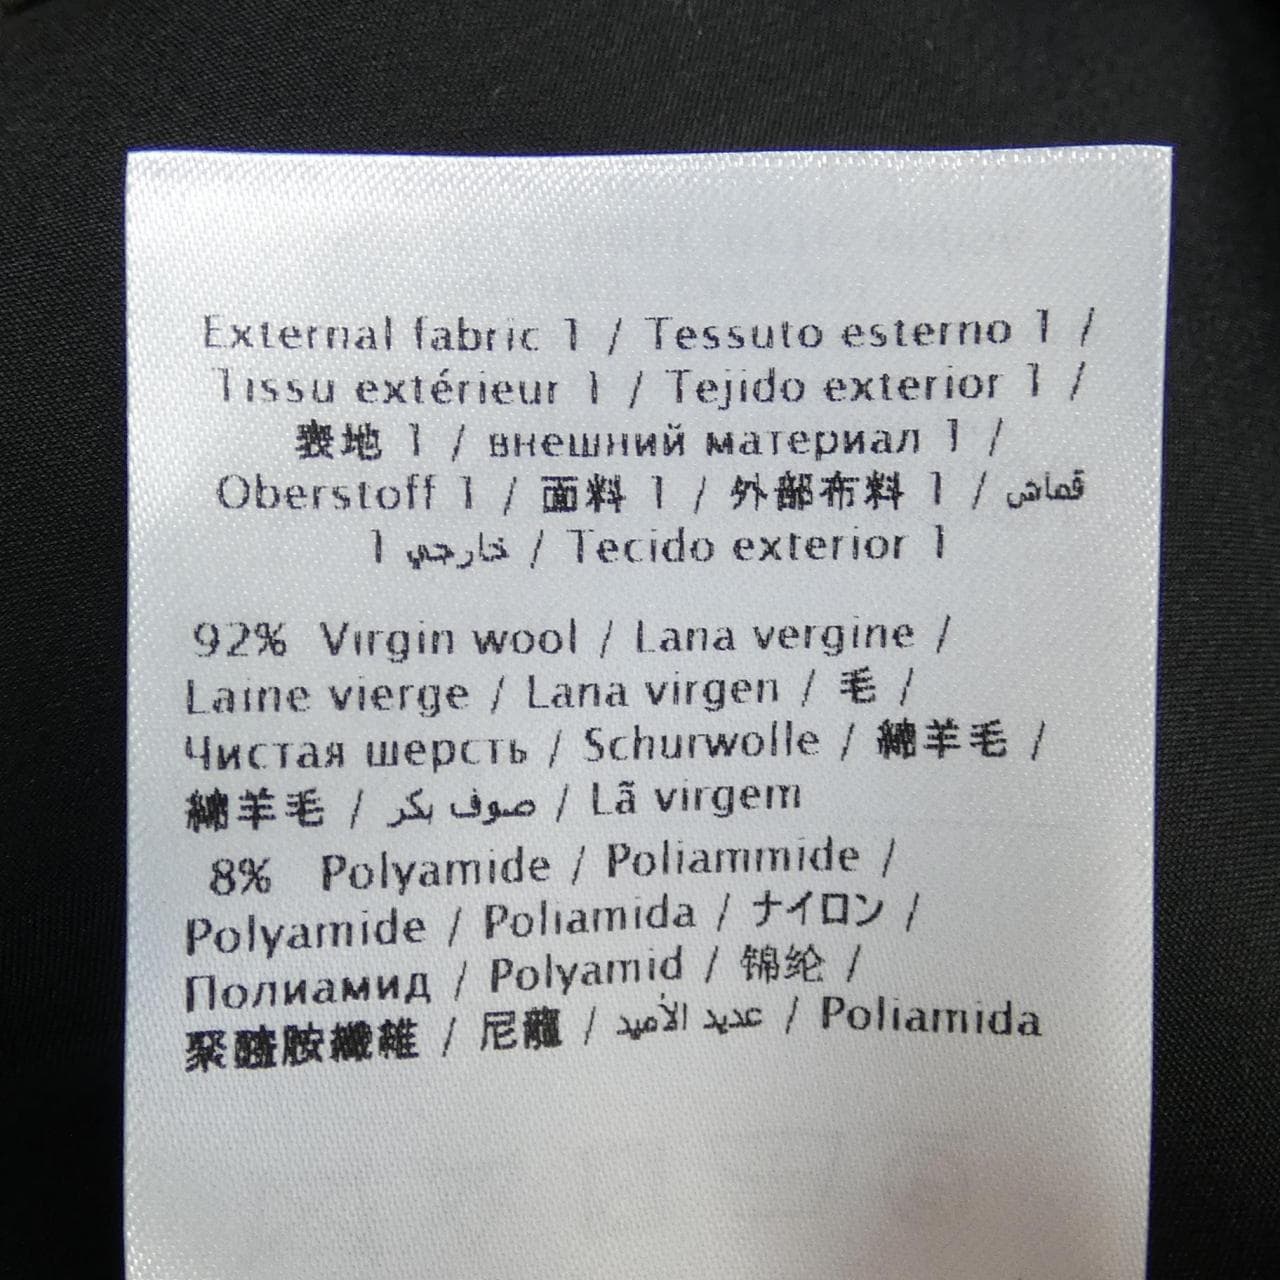 External fabric 1 / Tessuto esterno 1 /
Tissu extérieur 1 / Tejido exterior 1 /
表地 1 / внешний материал 1 /
Oberstoff 1 / 面料 1 / 外部布料 1 / قماش
خارجي 1 / Tecido exterior 1
92% Virgin wool / Lana vergine /
Laine vierge / Lana virgen / 毛 /
Чистая шерсть / Schurwolle / 綿羊毛 /
綿羊毛 / صوف بكر / Lã virgem
8% Polyamide / Poliammide /
Polyamide / Poliamida / ナイロン /
Полиамид / Polyamid / 锦纶 /
聚醯胺纖維 / 尼龍 / عديد الأميد / Poliamida